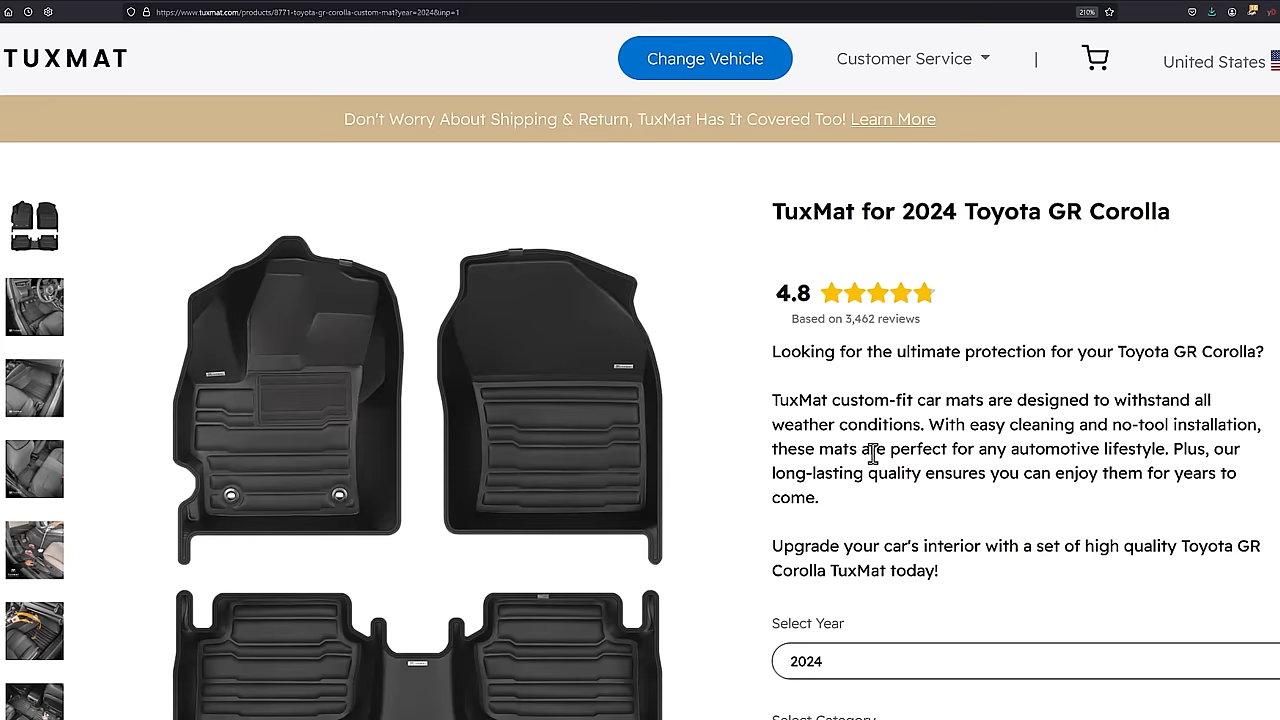 https://www.tuxmat.com/products/8771-toyota-gr-corolla-custom-mat?year=2024&inp=1
210%
TUXMAT
Change Vehicle
Customer Service
|
United States
Don't Worry About Shipping & Return, TuxMat Has It Covered Too! Learn More
TuxMat for 2024 Toyota GR Corolla
4.8
Based on 3,462 reviews
Looking for the ultimate protection for your Toyota GR Corolla?
TuxMat custom-fit car mats are designed to withstand all
weather conditions. With easy cleaning and no-tool installation,
these mats are perfect for any automotive lifestyle. Plus, our
long-lasting quality ensures you can enjoy them for years to
come.
Upgrade your car's interior with a set of high quality Toyota GR
Corolla TuxMat today!
Select Year
2024
Select Category